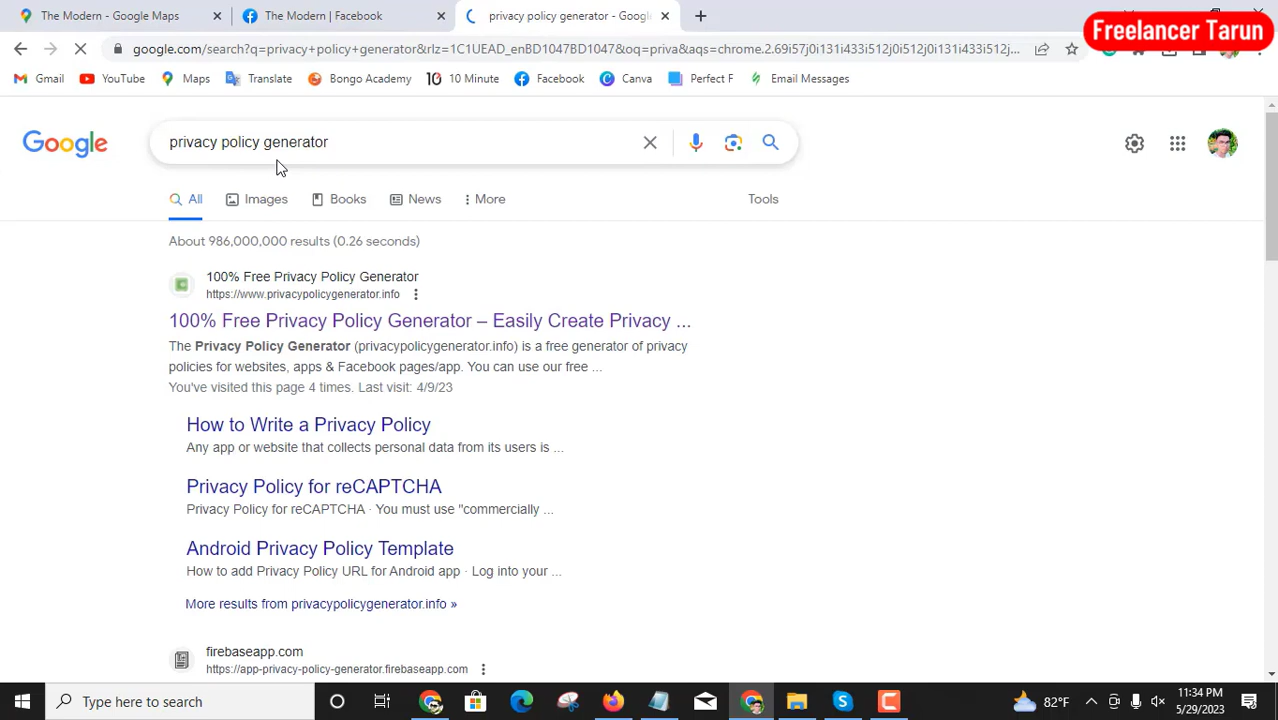 The Modern - Google Maps
The Modern | Facebook
privacy policy generator - Goog
Freelancer Tarun
google.com/search?q=privacy+policy+generator&rlz=1C1UEAD_enBD1047BD1047&oq=priva&aqs=chrome.2.69i57j0i131i433i512j0i131i433i512j0i131i433i512j...
Gmail
YouTube
Maps
Translate
Bongo Academy
10 Minute
Facebook
Canva
Perfect F
Email Messages
Google
privacy policy generator
All
Images
Books
News
More
Tools
About 986,000,000 results (0.26 seconds)
100% Free Privacy Policy Generator
https://www.privacypolicygenerator.info
100% Free Privacy Policy Generator – Easily Create Privacy ...
The Privacy Policy Generator (privacypolicygenerator.info) is a free generator of privacy
policies for websites, apps & Facebook pages/app. You can use our free ...
You've visited this page 4 times. Last visit: 4/9/23
How to Write a Privacy Policy
Any app or website that collects personal data from its users is ...
Privacy Policy for reCAPTCHA
Privacy Policy for reCAPTCHA · You must use "commercially ...
Android Privacy Policy Template
How to add Privacy Policy URL for Android app · Log into your ...
More results from privacypolicygenerator.info »
firebaseapp.com
https://app-privacy-policy-generator.firebaseapp.com
Type here to search
82°F
11:34 PM
5/29/2023